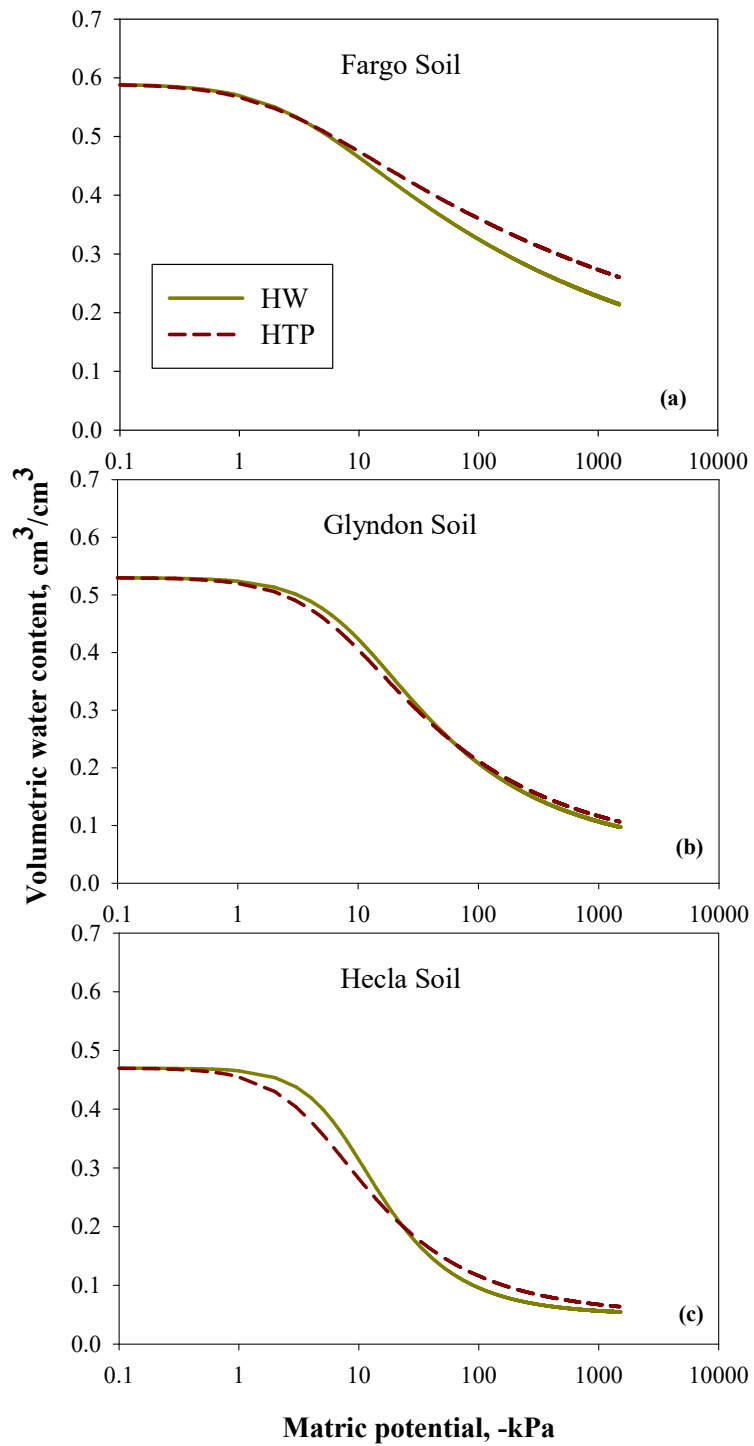 0.7
Fargo Soil
0.6
0.5
0.4
0.3
HW
0.2
HTP
0.1
(a)
0.0
0.1 1 10 100 1000 10000
0.7
Glyndon Soil
0.6
0.5
0.4
0.3
0.2
0.1
(b)
0.0
0.1 1 10 100 1000 10000
0.7
Hecla Soil
0.6
0.5
0.4
0.3
0.2
0.1
(c)
0.0
0.1 1 10 100 1000 10000
Volumetric water content, cm³/cm³
Matric potential, -kPa